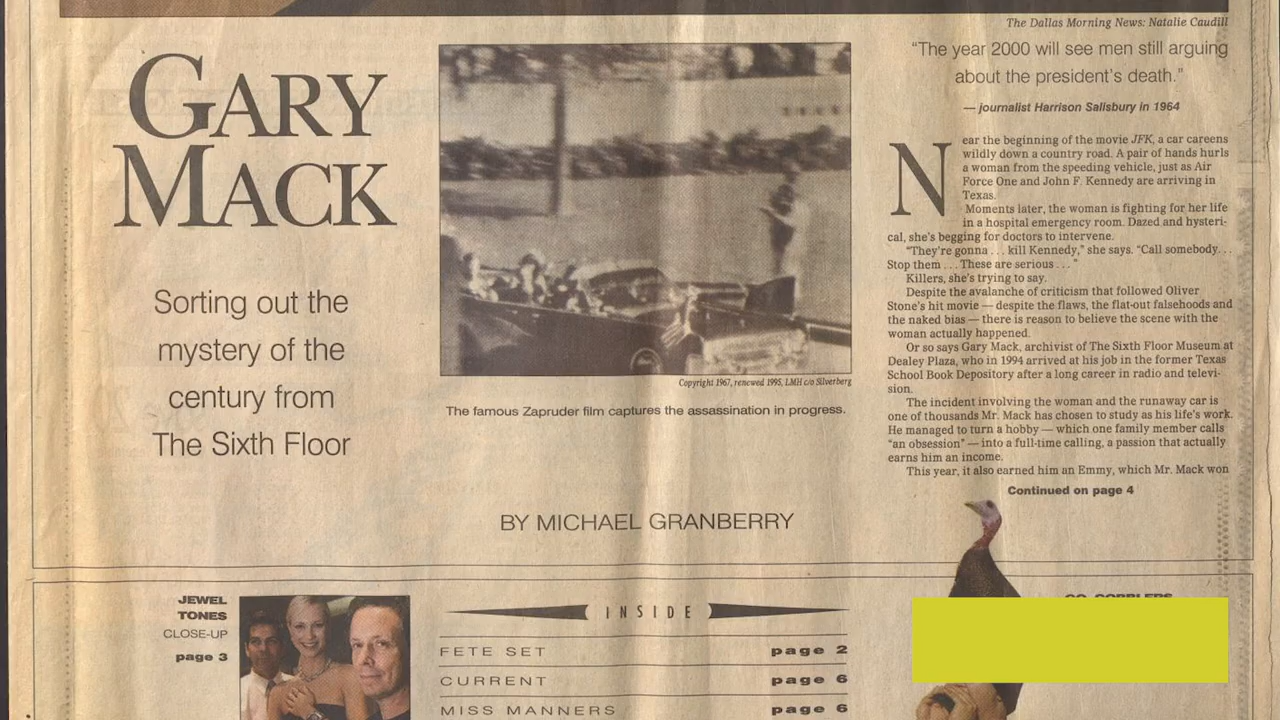 The Dallas Morning News: Natalie Caudill
GARY
MACK
Sorting out the
mystery of the
century from
The Sixth Floor
Copyright 1967, renewed 1995, LMH c/o Silverberg
The famous Zapruder film captures the assassination in progress.
BY MICHAEL GRANBERRY
“The year 2000 will see men still arguing
about the president’s death.”
— journalist Harrison Salisbury in 1964
Near the beginning of the movie JFK, a car careens
wildly down a country road. A pair of hands hurls
a woman from the speeding vehicle, just as Air
Force One and John F. Kennedy are arriving in
Texas.
Moments later, the woman is fighting for her life
in a hospital emergency room. Dazed and hysteri-
cal, she’s begging for doctors to intervene.
“They’re gonna . . . kill Kennedy,” she says. “Call somebody. . .
Stop them . . . These are serious . . . ”
Killers, she’s trying to say.
Despite the avalanche of criticism that followed Oliver
Stone’s hit movie — despite the flaws, the flat-out falsehoods and
the naked bias — there is reason to believe the scene with the
woman actually happened.
Or so says Gary Mack, archivist of The Sixth Floor Museum at
Dealey Plaza, who in 1994 arrived at his job in the former Texas
School Book Depository after a long career in radio and televi-
sion.
The incident involving the woman and the runaway car is
one of thousands Mr. Mack has chosen to study as his life’s work.
He managed to turn a hobby — which one family member calls
“an obsession” — into a full-time calling, a passion that actually
earns him an income.
This year, it also earned him an Emmy, which Mr. Mack won
Continued on page 4
JEWEL
TONES
CLOSE-UP
page 3
INSIDE
FETE SET page 2
CURRENT page 6
MISS MANNERS page 6